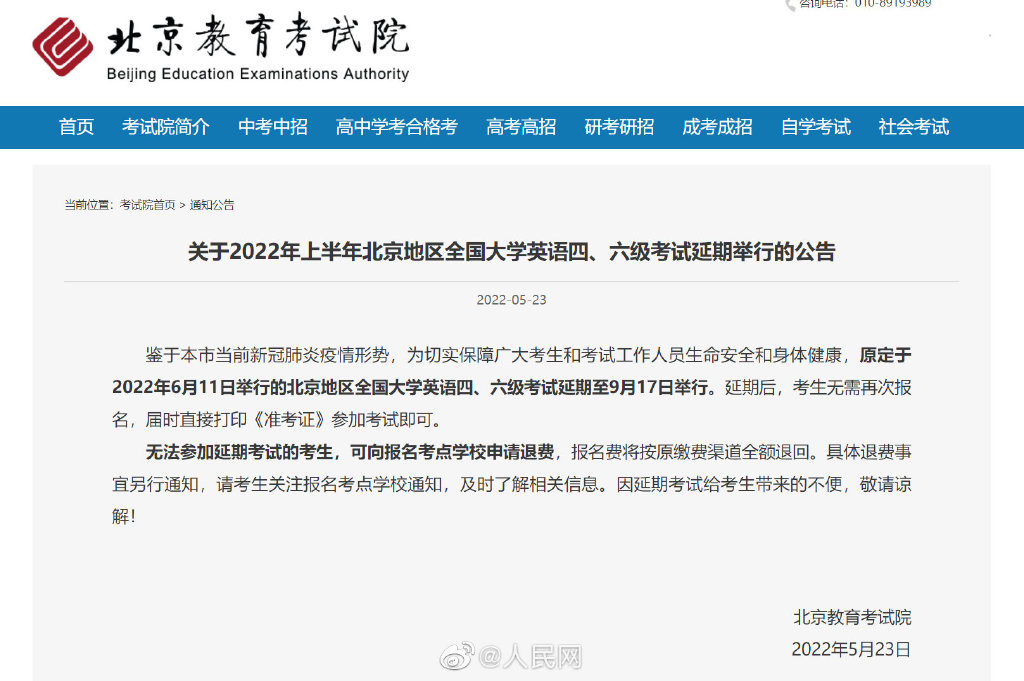 咨询电话：010-89193989
北京教育考试院
Beijing Education Examinations Authority
首页 考试院简介 中考中招 高中学考合格考 高考高招 研考研招 成考成招 自学考试 社会考试
当前位置：考试院首页 > 通知公告
关于2022年上半年北京地区全国大学英语四、六级考试延期举行的公告
2022-05-23
鉴于本市当前新冠肺炎疫情形势，为切实保障广大考生和考试工作人员生命安全和身体健康，原定于
2022年6月11日举行的北京地区全国大学英语四、六级考试延期至9月17日举行。延期后，考生无需再次报
名，届时直接打印《准考证》参加考试即可。
无法参加延期考试的考生，可向报名考点学校申请退费，报名费将按原缴费渠道全额退回。具体退费事
宜另行通知，请考生关注报名考点学校通知，及时了解相关信息。因延期考试给考生带来的不便，敬请谅
解！
北京教育考试院
2022年5月23日
@人民网